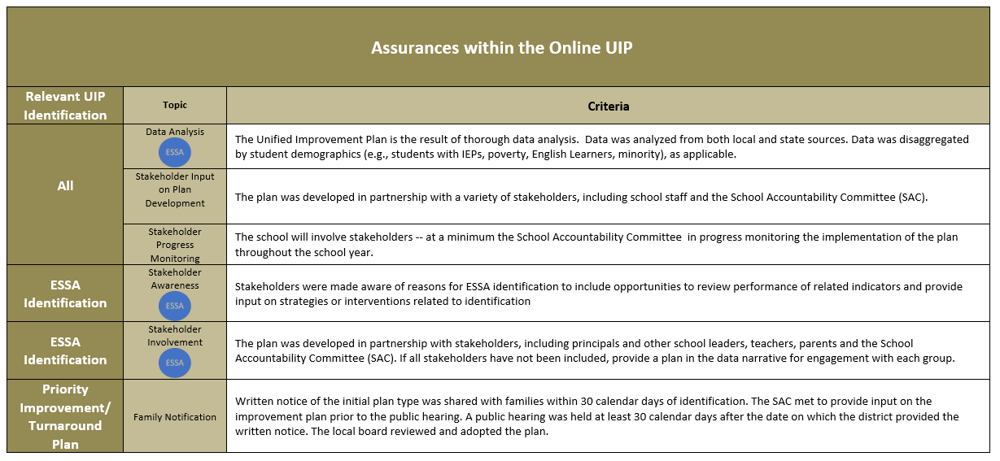 Assurances within the Online UIP
Relevant UIP
Identification
Topic
Criteria
All
Data Analysis
ESSA
The Unified Improvement Plan is the result of thorough data analysis.  Data was analyzed from both local and state sources. Data was disaggregated
by student demographics (e.g., students with IEPs, poverty, English Learners, minority), as applicable.
Stakeholder Input
on Plan
Development
The plan was developed in partnership with a variety of stakeholders, including school staff and the School Accountability Committee (SAC).
Stakeholder
Progress
Monitoring
The school will involve stakeholders -- at a minimum the School Accountability Committee  in progress monitoring the implementation of the plan
throughout the school year.
ESSA
Identification
Stakeholder
Awareness
ESSA
Stakeholders were made aware of reasons for ESSA identification to include opportunities to review performance of related indicators and provide
input on strategies or interventions related to identification
ESSA
Identification
Stakeholder
Involvement
ESSA
The plan was developed in partnership with stakeholders, including principals and other school leaders, teachers, parents and the School
Accountability Committee (SAC). If all stakeholders have not been included, provide a plan in the data narrative for engagement with each group.
Priority
Improvement/
Turnaround
Plan
Family Notification
Written notice of the initial plan type was shared with families within 30 calendar days of identification. The SAC met to provide input on the
improvement plan prior to the public hearing. A public hearing was held at least 30 calendar days after the date on which the district provided the
written notice. The local board reviewed and adopted the plan.